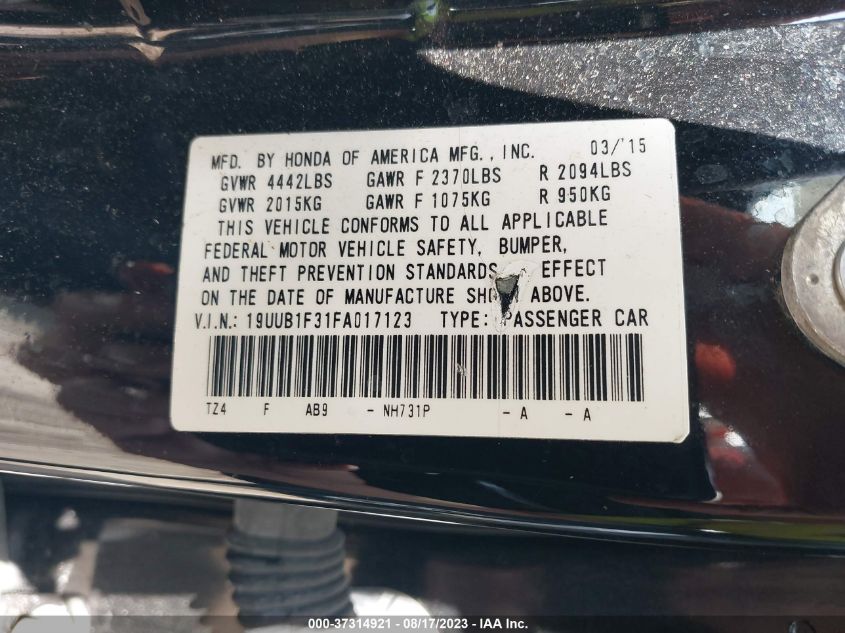 MFD. BY HONDA OF AMERICA MFG., INC. 03/'15
GVWR 4442LBS GAWR F 2370LBS R 2094LBS
GVWR 2015KG GAWR F 1075KG R 950KG
THIS VEHICLE CONFORMS TO ALL APPLICABLE
FEDERAL MOTOR VEHICLE SAFETY, BUMPER,
AND THEFT PREVENTION STANDARDS EFFECT
ON THE DATE OF MANUFACTURE SHO ABOVE.
V.I.N.: 19UUB1F31FA017123 TYPE: PASSENGER CAR
TZ4 F AB9 - NH731P - A - A
000-37314921 - 08/17/2023 - IAA Inc.